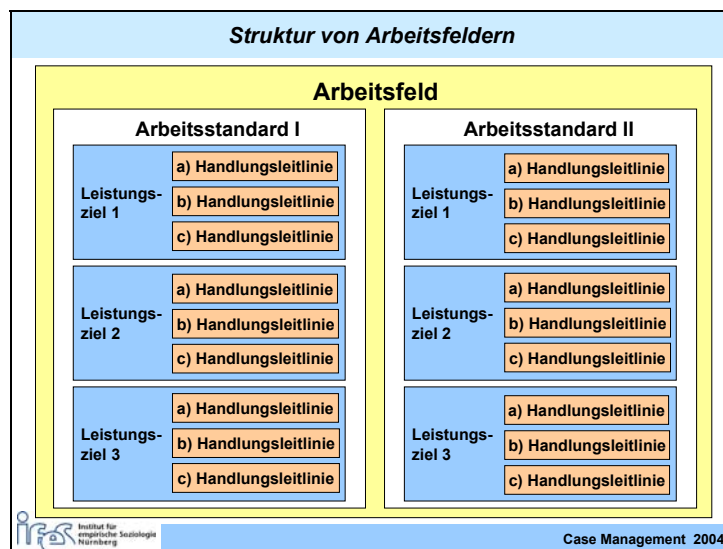 Struktur von Arbeitsfeldern
Arbeitsfeld
Arbeitsstandard I
Leistungs-
ziel 1
a) Handlungsleitlinie
b) Handlungsleitlinie
c) Handlungsleitlinie
Leistungs-
ziel 2
a) Handlungsleitlinie
b) Handlungsleitlinie
c) Handlungsleitlinie
Leistungs-
ziel 3
a) Handlungsleitlinie
b) Handlungsleitlinie
c) Handlungsleitlinie
Arbeitsstandard II
Leistungs-
ziel 1
a) Handlungsleitlinie
b) Handlungsleitlinie
c) Handlungsleitlinie
Leistungs-
ziel 2
a) Handlungsleitlinie
b) Handlungsleitlinie
c) Handlungsleitlinie
Leistungs-
ziel 3
a) Handlungsleitlinie
b) Handlungsleitlinie
c) Handlungsleitlinie
ifes
Institut für
empirische Soziologie
Nürnberg
Case Management 2004